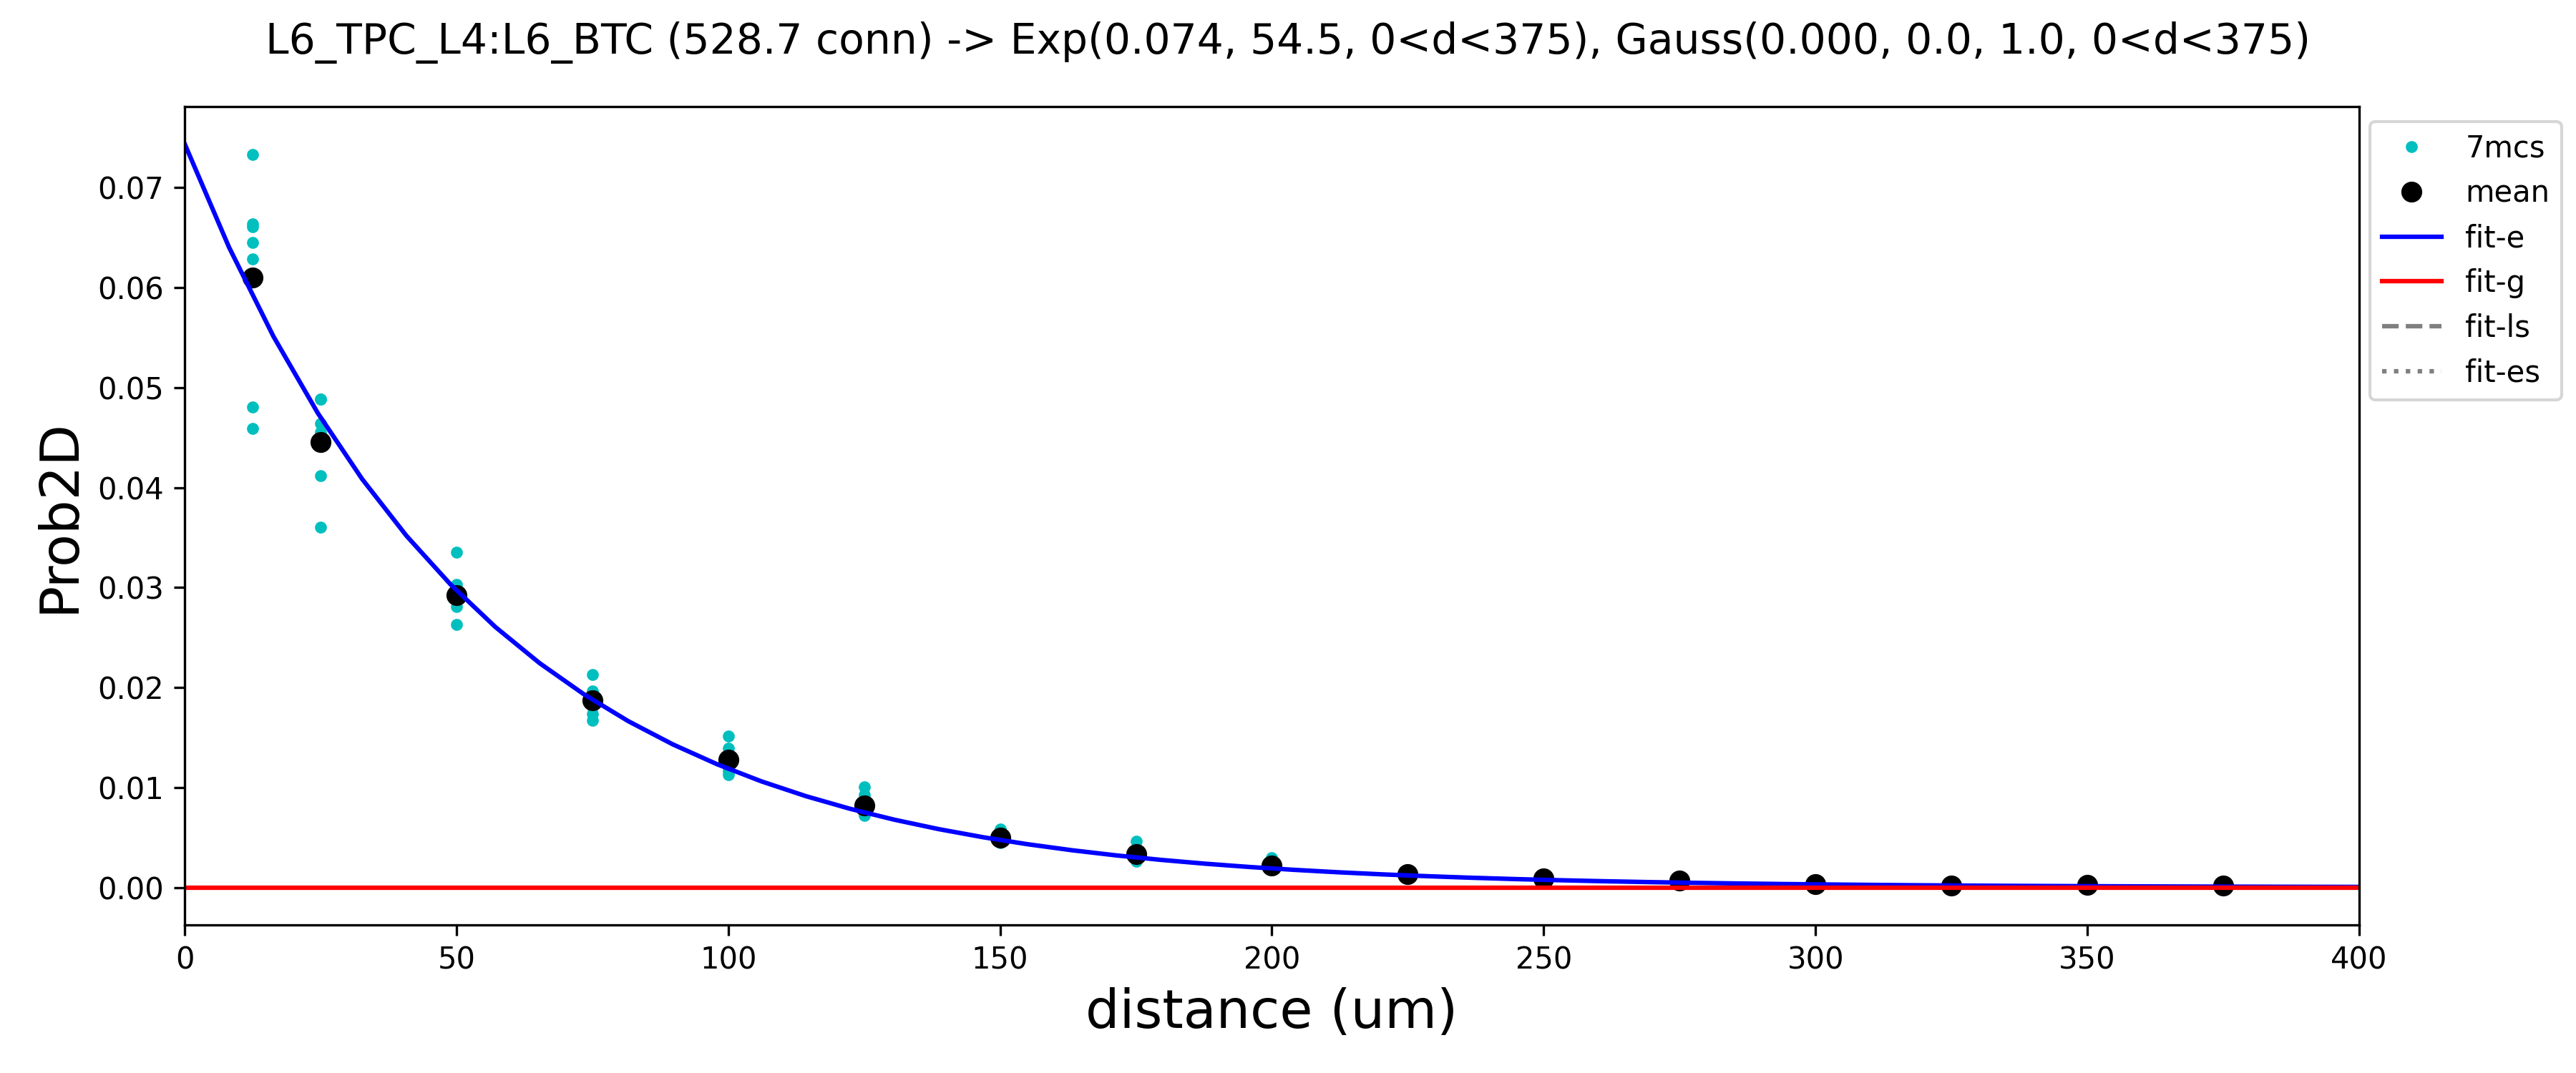 L6_TPC_L4:L6_BTC (528.7 conn) -> Exp(0.074, 54.5, 0<d<375), Gauss(0.000, 0.0, 1.0, 0<d<375)
7mcs
mean
fit-e
fit-g
fit-ls
fit-es
Prob2D
0.07
0.06
0.05
0.04
0.03
0.02
0.01
0.00
0 50 100 150 200 250 300 350 400
distance (um)